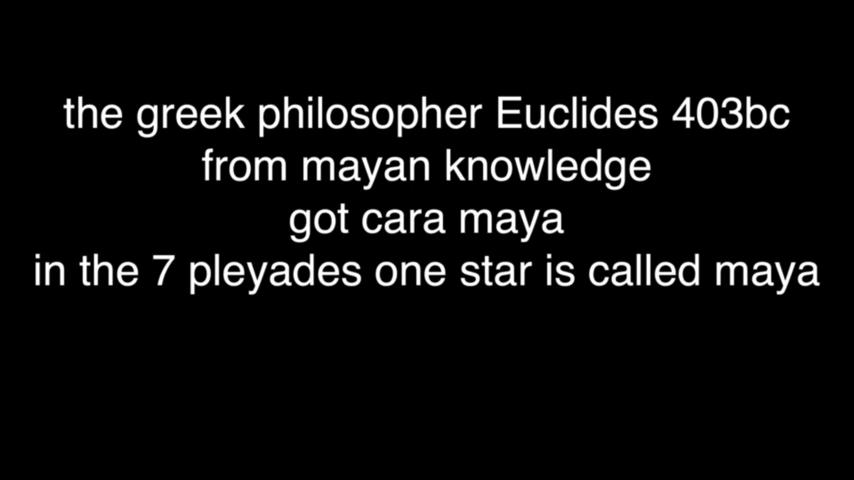 the greek philosopher Euclides 403bc
from mayan knowledge
got cara maya
in the 7 pleyades one star is called maya